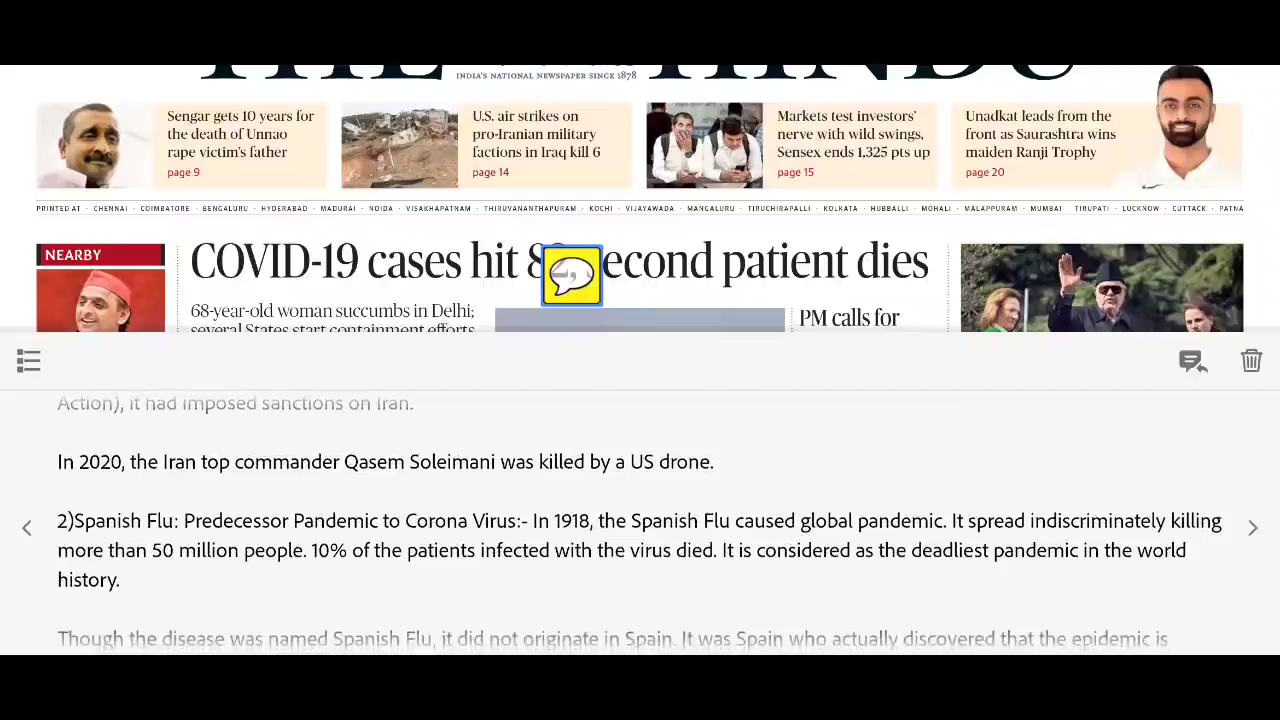 THE HINDU
INDIA'S NATIONAL NEWSPAPER SINCE 1878
Sengar gets 10 years for
the death of Unnao
rape victim's father
page 9
U.S. air strikes on
pro-Iranian military
factions in Iraq kill 6
page 14
Markets test investors'
nerve with wild swings,
Sensex ends 1,325 pts up
page 15
Unadkat leads from the
front as Saurashtra wins
maiden Ranji Trophy
page 20
PRINTED AT · CHENNAI · COIMBATORE · BENGALURU · HYDERABAD · MADURAI · NOIDA · VISAKHAPATNAM · THIRUVANANTHAPURAM · KOCHI · VIJAYAWADA · MANGALURU · TIRUCHIRAPALLI · KOLKATA · HUBBALLI · MOHALI · MALAPPURAM · MUMBAI · TIRUPATI · LUCKNOW · CUTTACK · PATNA
NEARBY
COVID-19 cases hit 8 econd patient dies
68-year-old woman succumbs in Delhi;
several States start containment efforts
PM calls for
Action), it had imposed sanctions on Iran.
In 2020, the Iran top commander Qasem Soleimani was killed by a US drone.
2)Spanish Flu: Predecessor Pandemic to Corona Virus:- In 1918, the Spanish Flu caused global pandemic. It spread indiscriminately killing
more than 50 million people. 10% of the patients infected with the virus died. It is considered as the deadliest pandemic in the world
history.
Though the disease was named Spanish Flu, it did not originate in Spain. It was Spain who actually discovered that the epidemic is